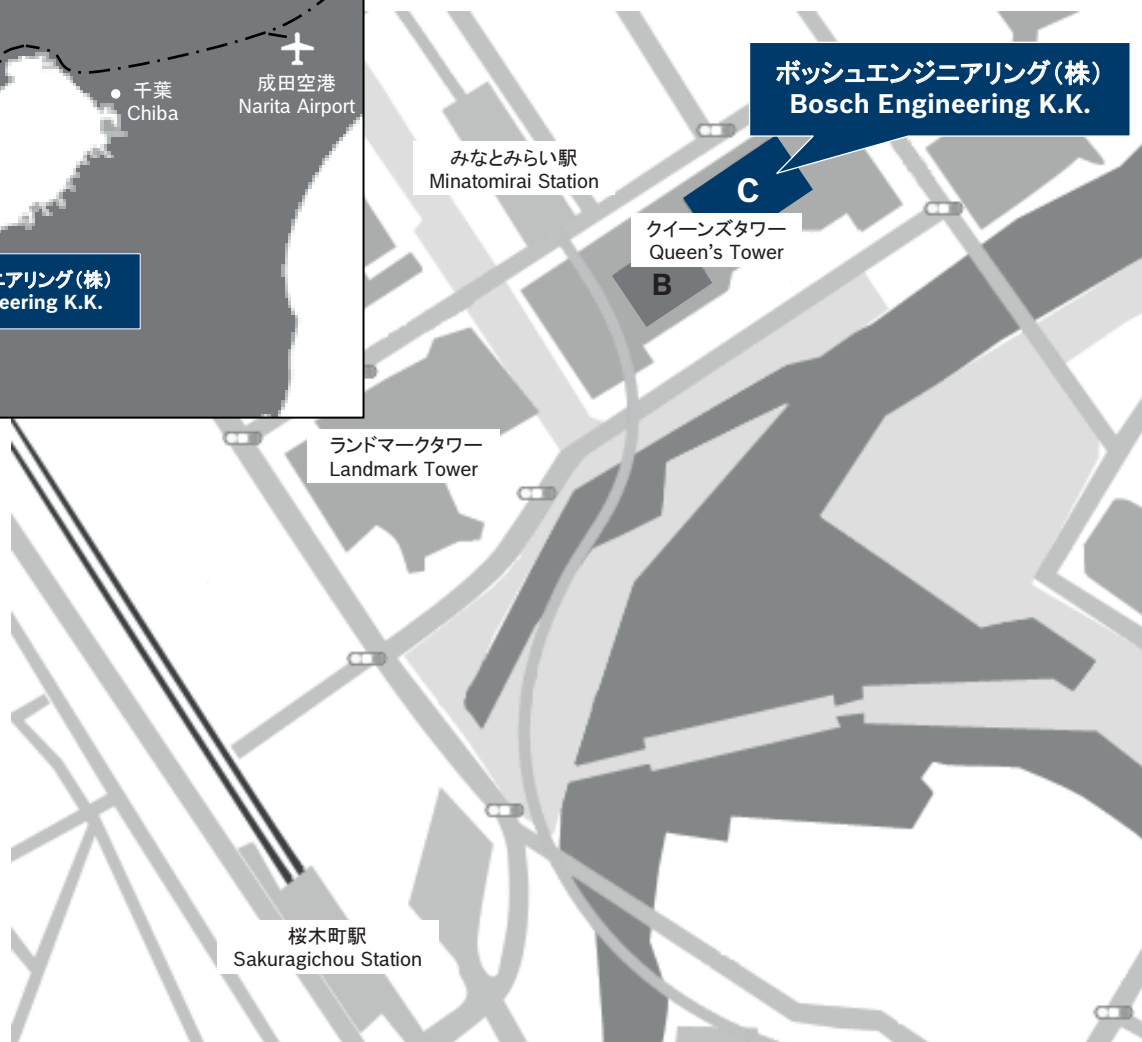 千葉
Chiba
成田空港
Narita Airport
ニアリング（株）
eering K.K.
ボッシュエンジニアリング（株）
Bosch Engineering K.K.
みなとみらい駅
Minatomirai Station
C
クイーンズタワー
Queen's Tower
B
ランドマークタワー
Landmark Tower
桜木町駅
Sakuragichou Station